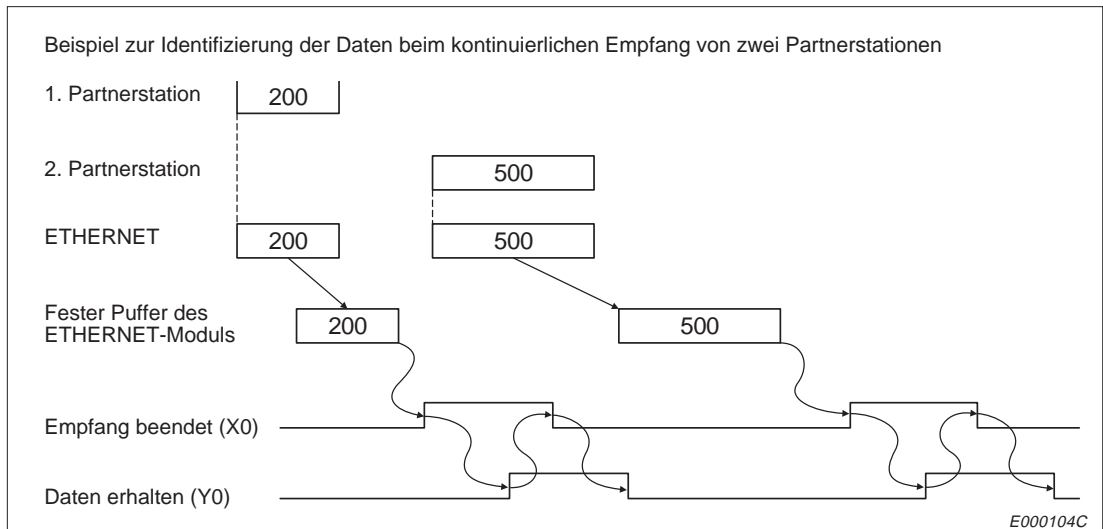 Beispiel zur Identifizierung der Daten beim kontinuierlichen Empfang von zwei Partnerstationen
1. Partnerstation
200
2. Partnerstation
500
ETHERNET
200
500
Fester Puffer des
ETHERNET-Moduls
200
500
Empfang beendet (X0)
Daten erhalten (Y0)
E000104C